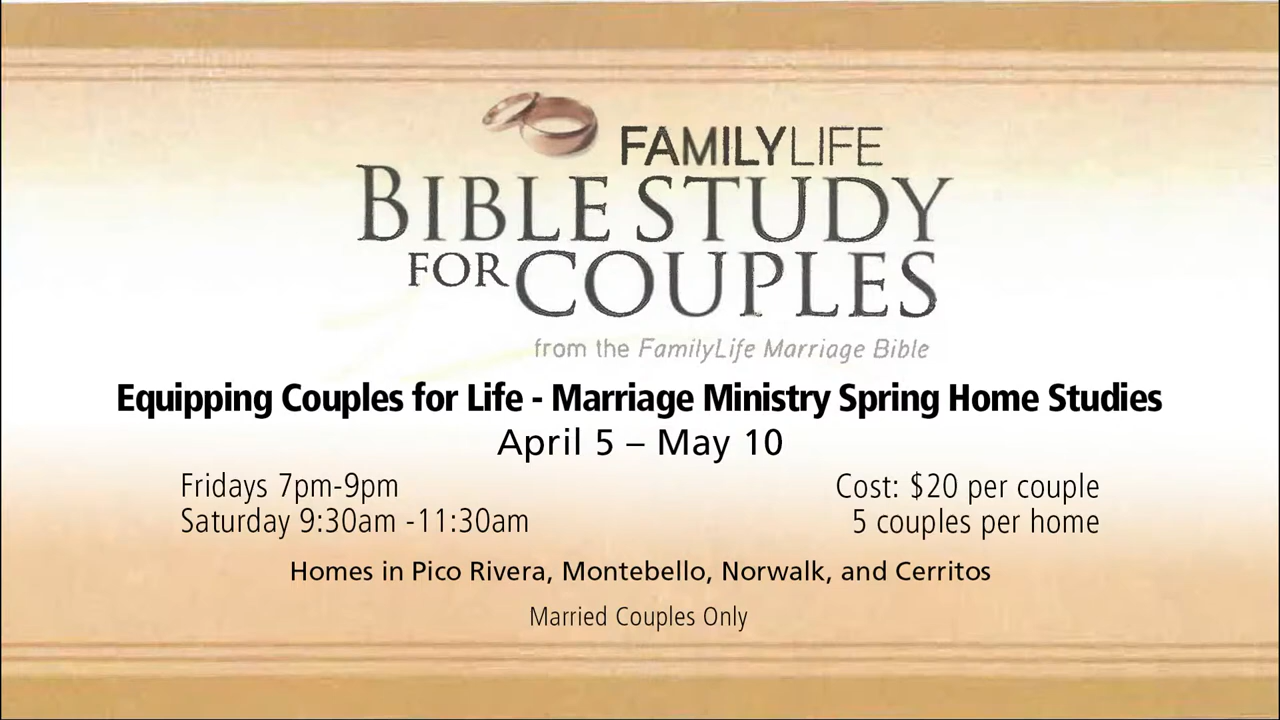 FAMILYLIFE
BIBLE STUDY
FOR COUPLES
from the FamilyLife Marriage Bible
Equipping Couples for Life - Marriage Ministry Spring Home Studies
April 5 – May 10
Fridays 7pm-9pm
Saturday 9:30am -11:30am
Cost: $20 per couple
5 couples per home
Homes in Pico Rivera, Montebello, Norwalk, and Cerritos
Married Couples Only